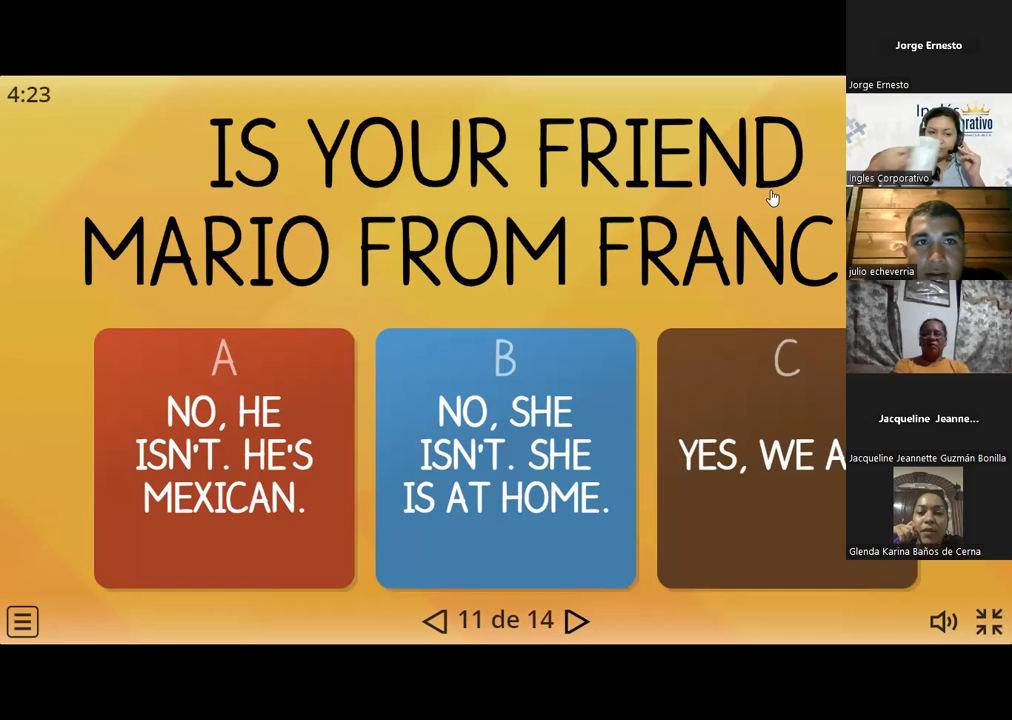 4:23
IS YOUR FRIEND
MARIO FROM FRANC
A
NO, HE
ISN'T. HE'S
MEXICAN.
B
NO, SHE
ISN'T. SHE
IS AT HOME.
C
YES, WE A
11 de 14
Jorge Ernesto
Jorge Ernesto
Ingles Corporativo
julio echeverria
Jacqueline Jeanne...
Jacqueline Jeannette Guzmán Bonilla
Glenda Karina Baños de Cerna